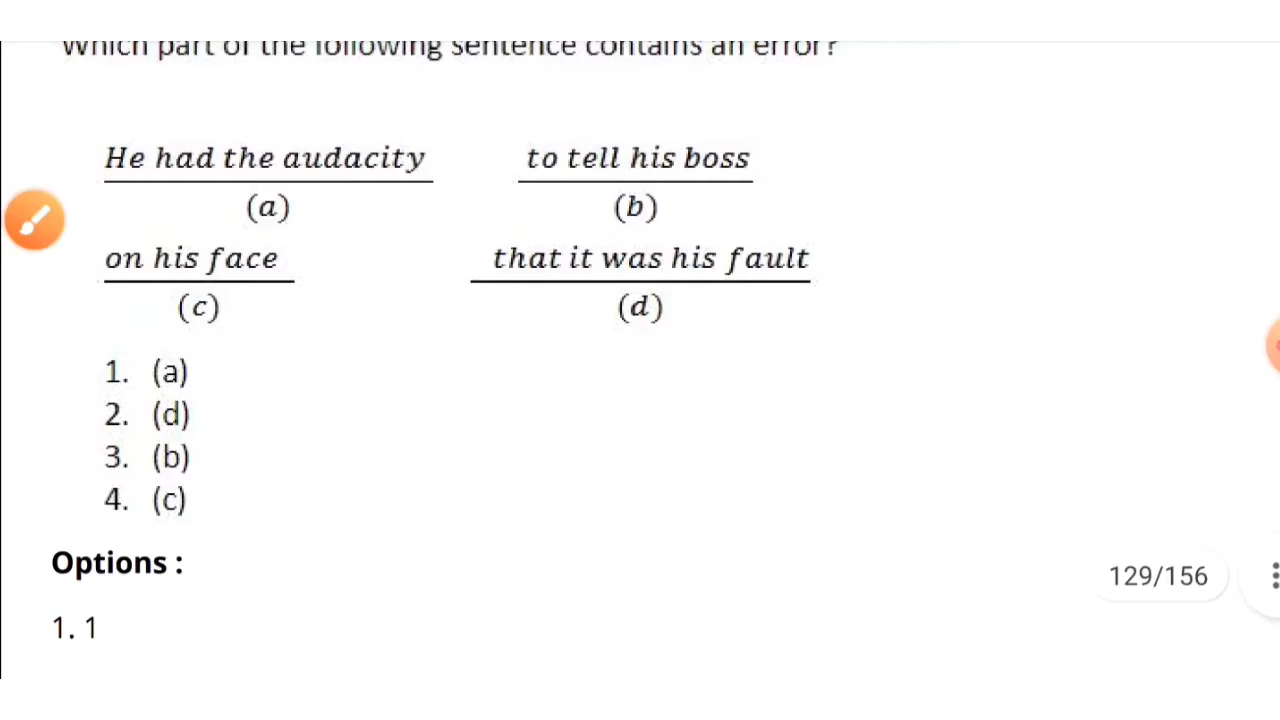 Which part of the following sentence contains an error?
He had the audacity to tell his boss
(a) (b)
on his face that it was his fault
(c) (d)
1. (a)
2. (d)
3. (b)
4. (c)
Options :
129/156
1. 1